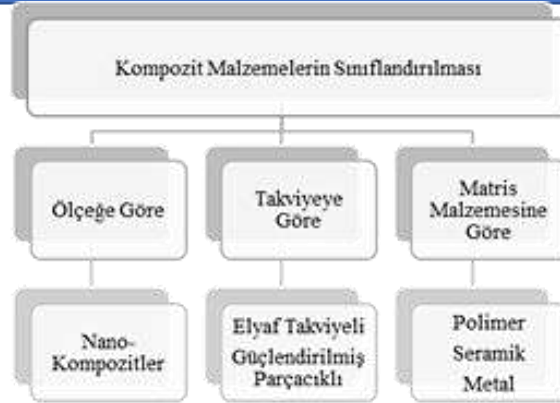 Kompozit Malzemelerin Sınıflandırılması
Ölçeğe Göre
Takviyeye
Göre
Matris
Malzemesine
Göre
Nano-
Kompozitler
Elyaf Takviyeli
Güçlendirilmiş
Parçacıklı
Polimer
Seramik
Metal